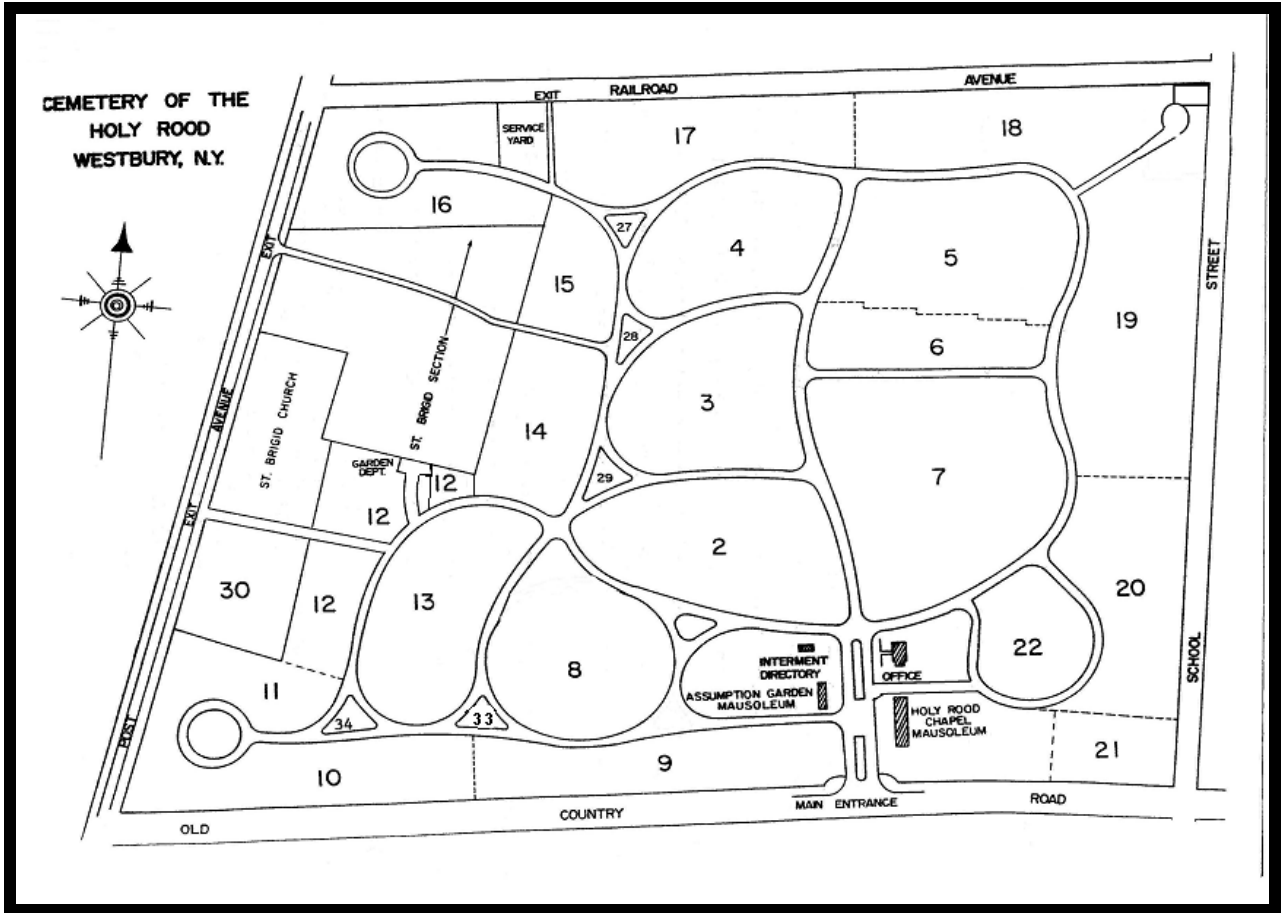 CEMETERY OF THE
HOLY ROOD
WESTBURY, N.Y.
RAILROAD
AVENUE
EXIT
SERVICE
YARD
17
18
16
27
4
5
EXIT
15
STREET
28
19
6
ST. BRIGID SECTION
3
AVENUE
ST. BRIGID CHURCH
14
GARDEN
DEPT.
12
29
7
EXIT
12
2
30
12
13
20
22
8
INTERMENT
DIRECTORY
OFFICE
SCHOOL
11
ASSUMPTION GARDEN
MAUSOLEUM
POST
34
33
HOLY ROOD
CHAPEL
MAUSOLEUM
21
10
9
MAIN ENTRANCE
ROAD
COUNTRY
OLD